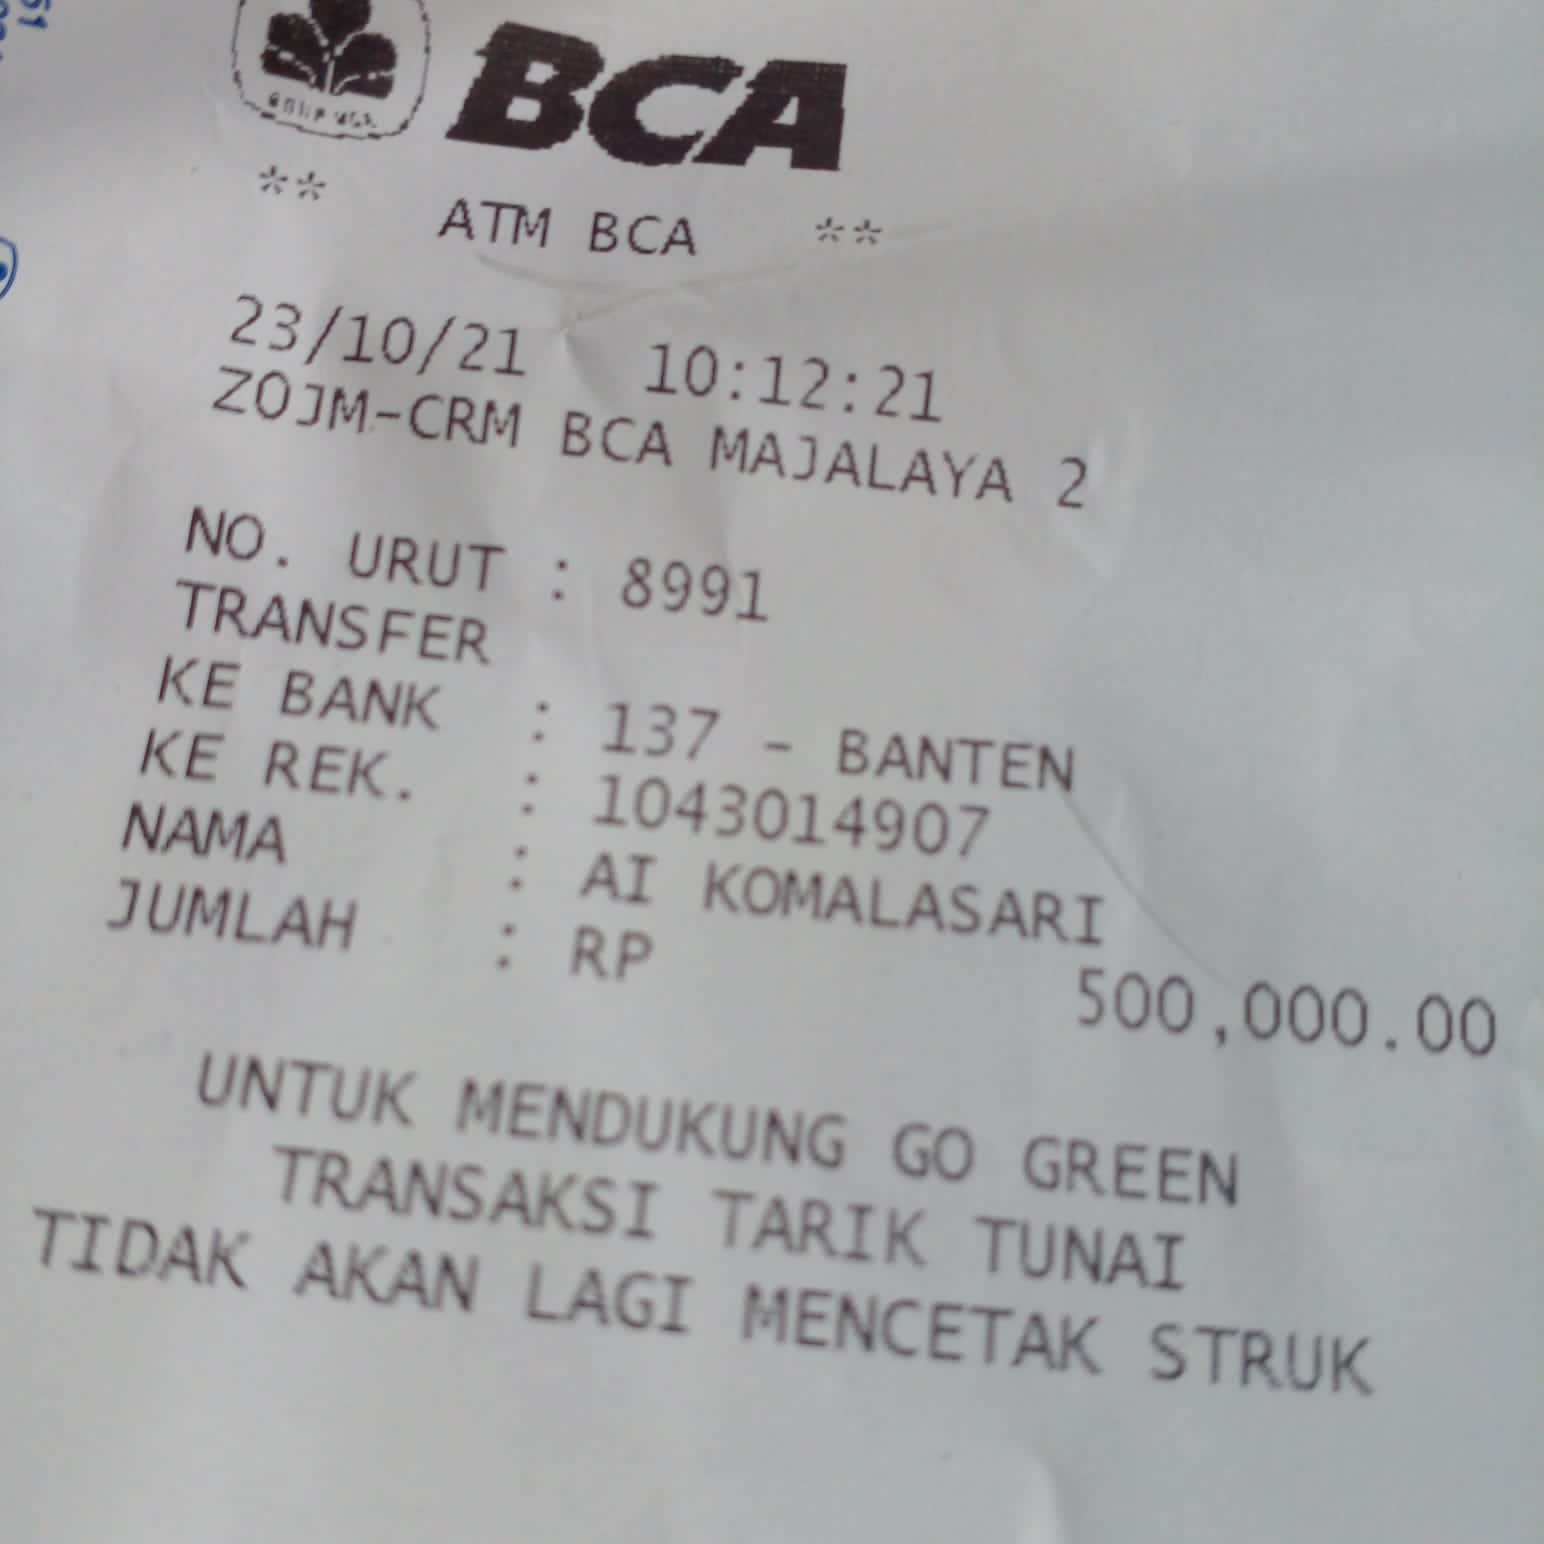 BCA
** ATM BCA **
23/10/21 10:12:21
ZOJM-CRM BCA MAJALAYA 2
NO. URUT : 8991
TRANSFER
KE BANK : 137 - BANTEN
KE REK. : 1043014907
NAMA : AI KOMALASARI
JUMLAH : RP 500,000.00
UNTUK MENDUKUNG GO GREEN
TRANSAKSI TARIK TUNAI
TIDAK AKAN LAGI MENCETAK STRUK